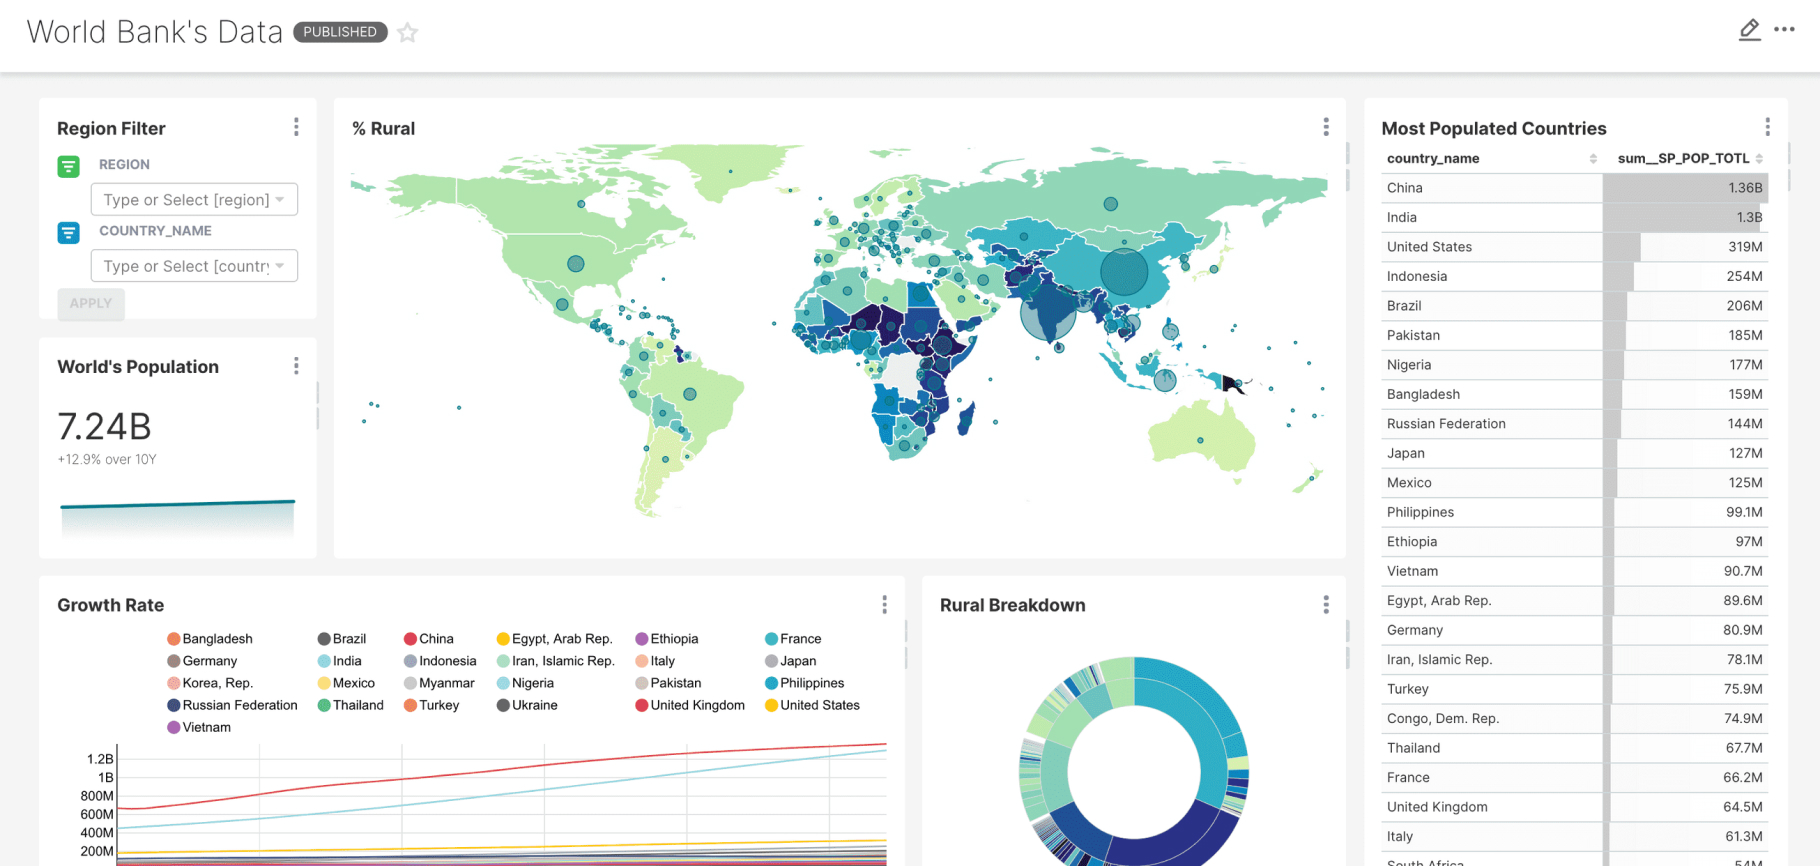 World Bank's Data PUBLISHED
Region Filter
REGION
Type or Select [region]
COUNTRY_NAME
Type or Select [country
APPLY
World's Population
7.24B
+12.9% over 10Y
% Rural
Most Populated Countries
country_name sum__SP_POP_TOTL
China 1.36B
India 1.3B
United States 319M
Indonesia 254M
Brazil 206M
Pakistan 185M
Nigeria 177M
Bangladesh 159M
Russian Federation 144M
Japan 127M
Mexico 125M
Philippines 99.1M
Ethiopia 97M
Vietnam 90.7M
Egypt, Arab Rep. 89.6M
Germany 80.9M
Iran, Islamic Rep. 78.1M
Turkey 75.9M
Congo, Dem. Rep. 74.9M
Thailand 67.7M
France 66.2M
United Kingdom 64.5M
Italy 61.3M
South Africa 54M
Growth Rate
Bangladesh Brazil China Egypt, Arab Rep. Ethiopia France
Germany India Indonesia Iran, Islamic Rep. Italy Japan
Korea, Rep. Mexico Myanmar Nigeria Pakistan Philippines
Russian Federation Thailand Turkey Ukraine United Kingdom United States
Vietnam
1.2B
1B
800M
600M
400M
200M
Rural Breakdown